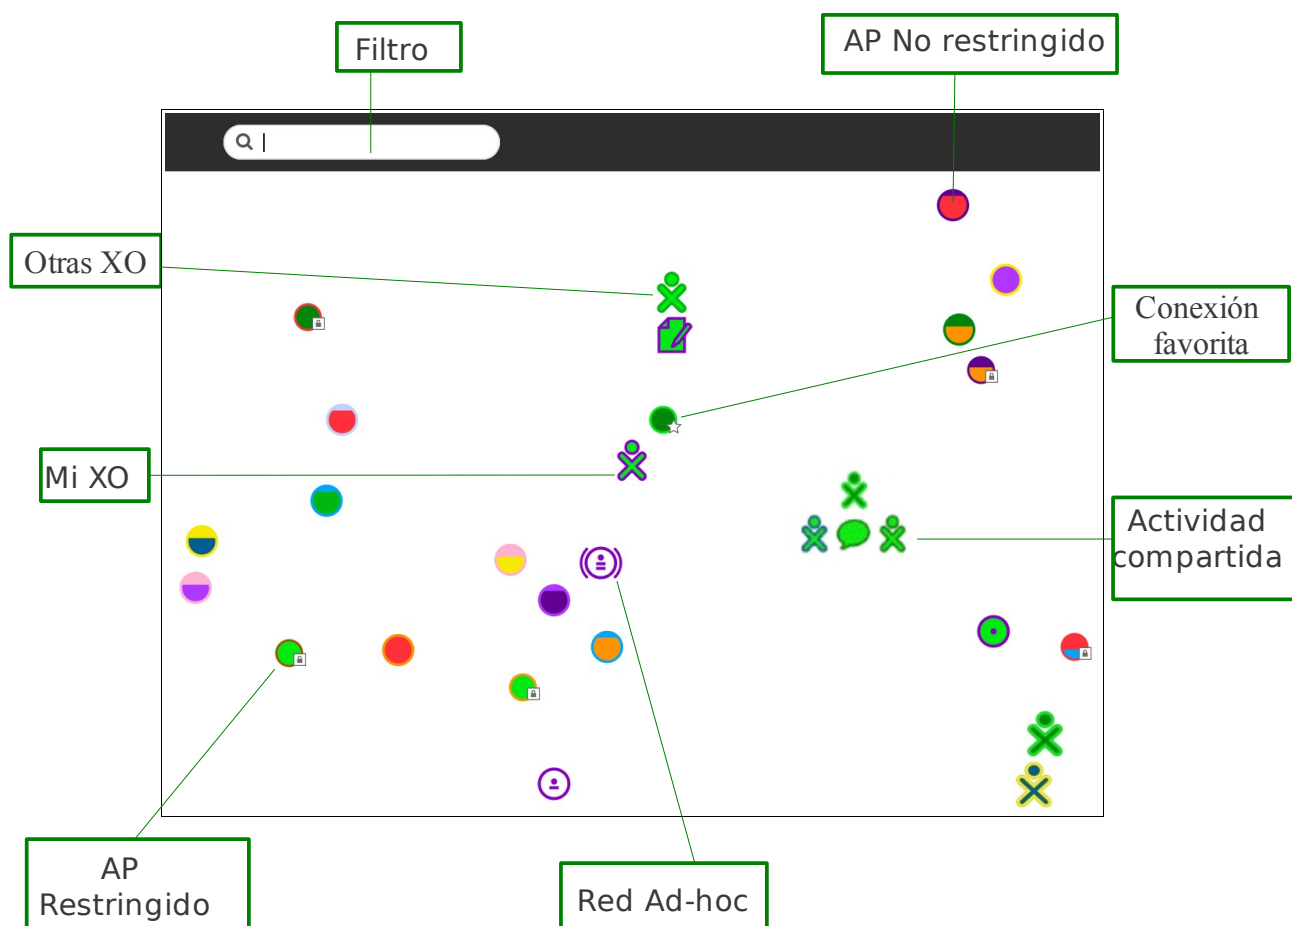 Filtro
AP No restringido
Otras XO
Conexión
favorita
Mi XO
Actividad
compartida
AP
Restringido
Red Ad-hoc